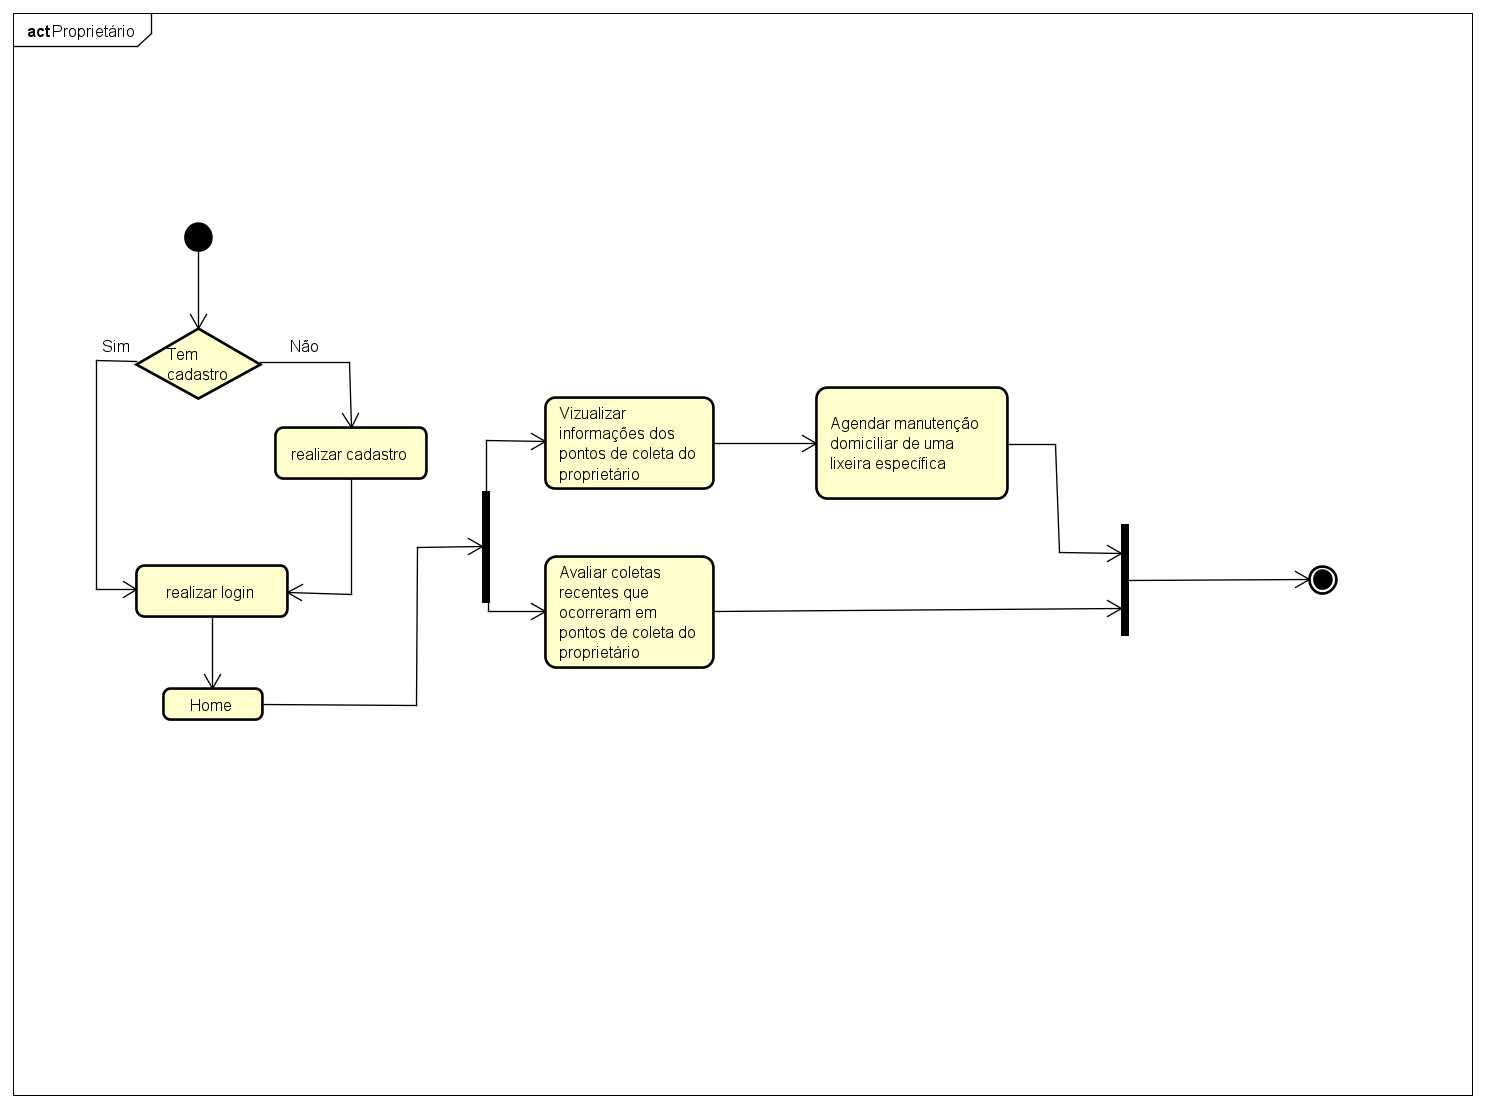 act Proprietário
Sim
Não
Tem
cadastro
realizar cadastro
realizar login
Home
Vizualizar
informações dos
pontos de coleta do
proprietário
Agendar manutenção
domiciliar de uma
lixeira específica
Avaliar coletas
recentes que
ocorreram em
pontos de coleta do
proprietário